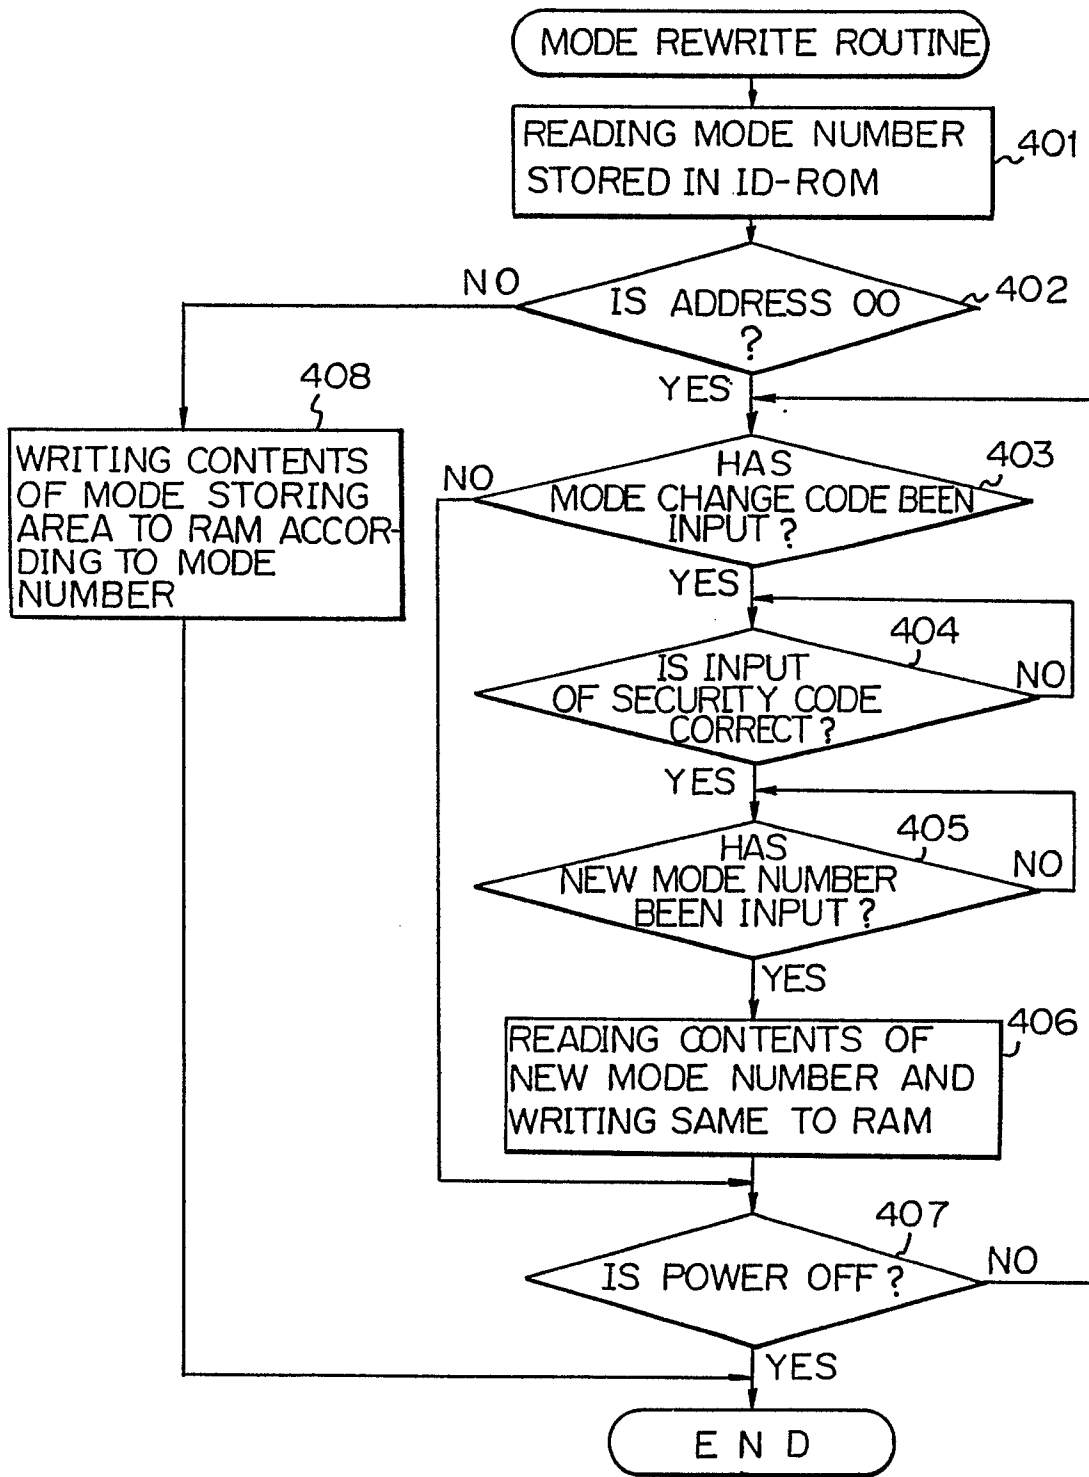 MODE REWRITE ROUTINE
READING MODE NUMBER
STORED IN ID-ROM
401
NO
IS ADDRESS 00
?
402
YES
408
WRITING CONTENTS
OF MODE STORING
AREA TO RAM ACCOR-
DING TO MODE
NUMBER
NO
HAS
MODE CHANGE CODE BEEN
INPUT?
403
YES
404
IS INPUT
OF SECURITY CODE
CORRECT?
NO
YES
405
HAS
NEW MODE NUMBER
BEEN INPUT?
NO
YES
406
READING CONTENTS OF
NEW MODE NUMBER AND
WRITING SAME TO RAM
407
IS POWER OFF?
NO
YES
END